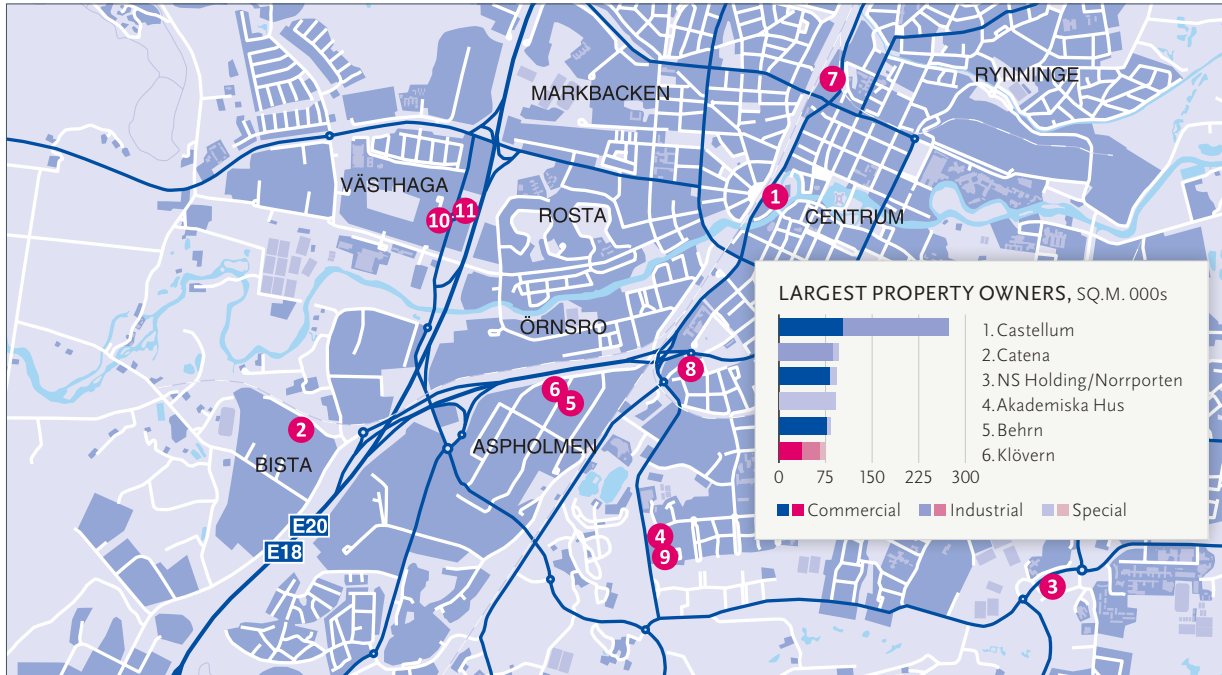 RYNNINGE
7
MARKBACKEN
VÄSTHAGA
1
10
11
ROSTA
CENTRUM
ÖRNSRO
8
6
5
2
ASPHOLMEN
BISTA
E20
E18
4
9
3
LARGEST PROPERTY OWNERS, SQ.M. 000s
1. Castellum
2. Catena
3. NS Holding/Norrporten
4. Akademiska Hus
5. Behrn
6. Klövern
0 75 150 225 300
Commercial Industrial Special